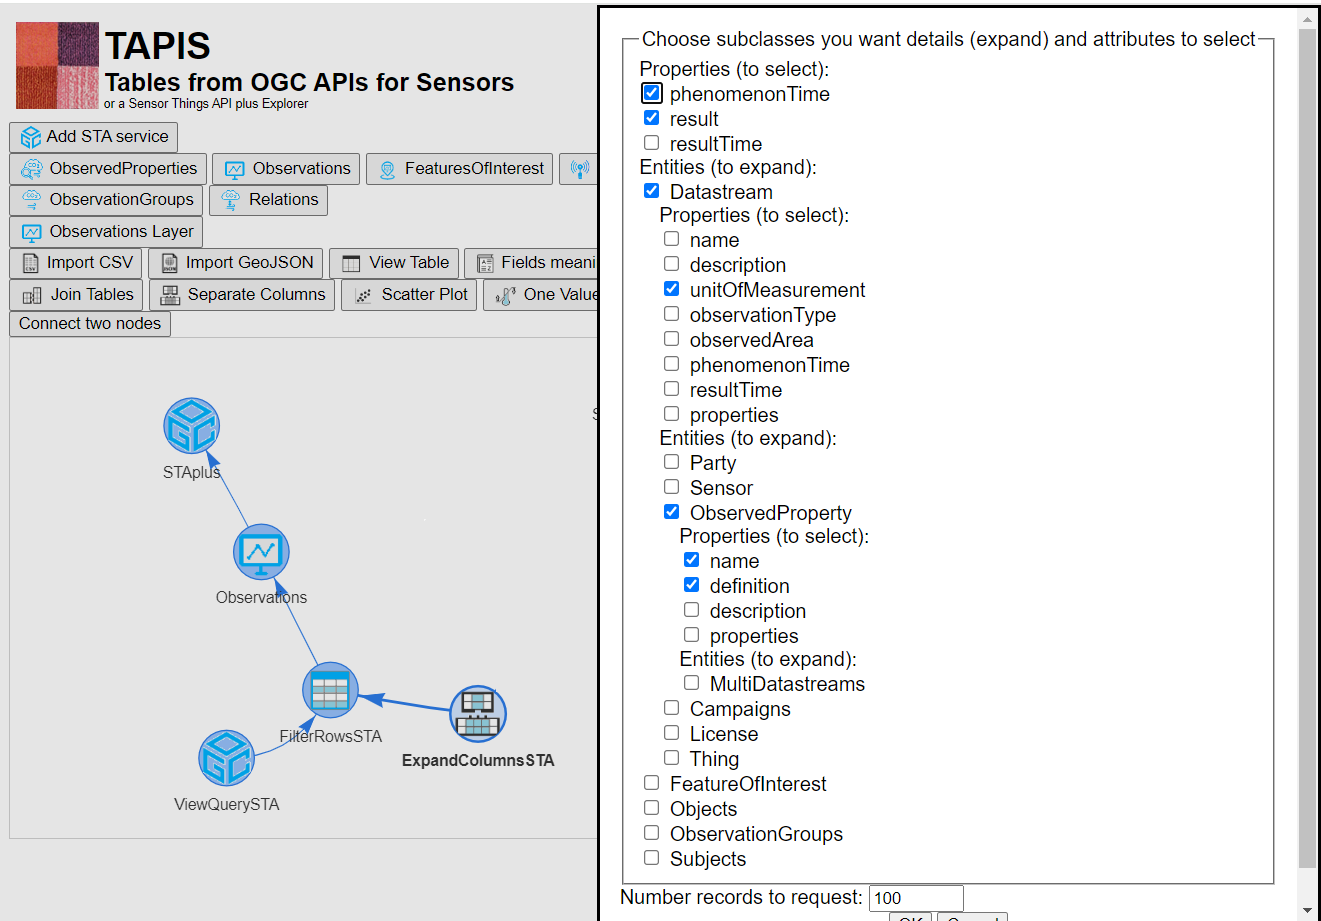 TAPIS
Tables from OGC APIs for Sensors
or a Sensor Things API plus Explorer
Add STA service
ObservedProperties Observations FeaturesOfInterest
ObservationGroups Relations
Observations Layer
Import CSV Import GeoJSON View Table Fields meani
Join Tables Separate Columns Scatter Plot One Value
Connect two nodes
STAplus
Observations
FilterRowsSTA
ExpandColumnsSTA
ViewQuerySTA
Choose subclasses you want details (expand) and attributes to select
Properties (to select):
phenomenonTime
result
resultTime
Entities (to expand):
Datastream
Properties (to select):
name
description
unitOfMeasurement
observationType
observedArea
phenomenonTime
resultTime
properties
Entities (to expand):
Party
Sensor
ObservedProperty
Properties (to select):
name
definition
description
properties
Entities (to expand):
MultiDatastreams
Campaigns
License
Thing
FeatureOfInterest
Objects
ObservationGroups
Subjects
Number records to request: 100